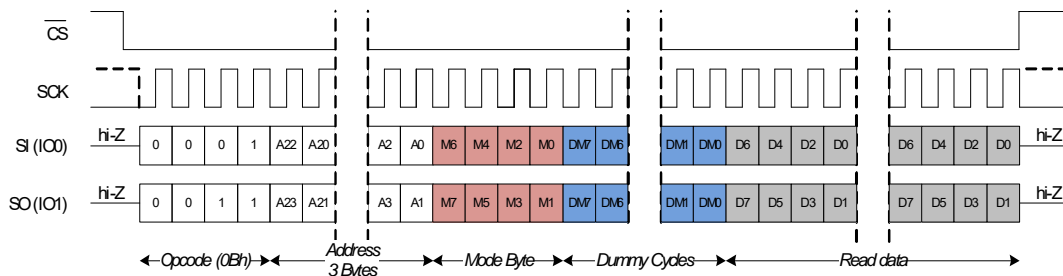 CS
SCK
SI (IO0) hi-Z 0 0 0 1 A22 A20 A2 A0 M6 M4 M2 M0 DM7 DM6 DM1 DM0 D6 D4 D2 D0 D6 D4 D2 D0 hi-Z
SO (IO1) hi-Z 0 0 1 1 A23 A21 A3 A1 M7 M5 M3 M1 DM7 DM6 DM1 DM0 D7 D5 D3 D1 D7 D5 D3 D1 hi-Z
Opcode (0Bh) Address Mode Byte Dummy Cycles Read data
3 Bytes